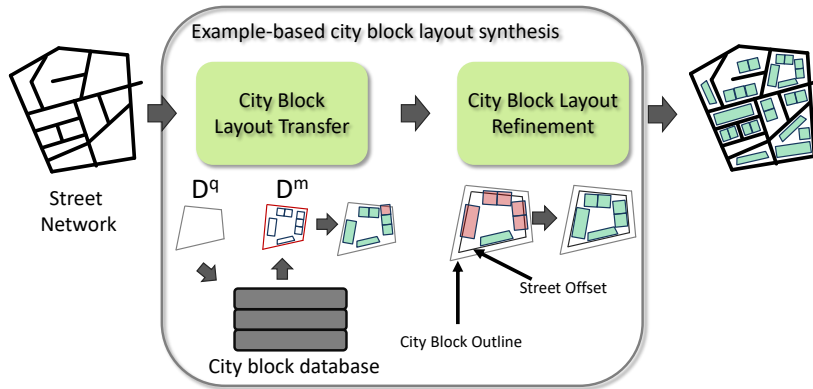 Example-based city block layout synthesis
City Block
Layout Transfer
City Block Layout
Refinement
Street
Network
D^q
D^m
Street Offset
City Block Outline
City block database